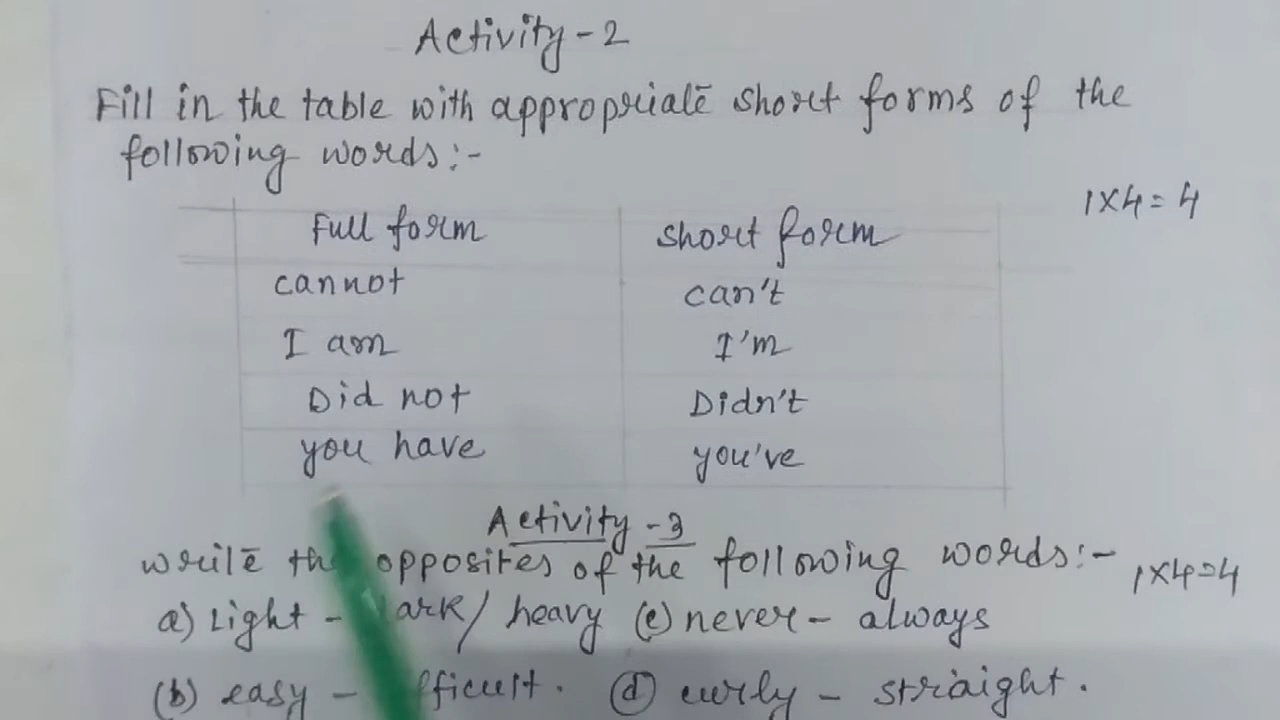 Activity-2
Fill in the table with appropriate short forms of the
following words:-
1x4=4
Full form short form
cannot can't
I am I'm
Did not Didn't
you have you've
Activity-3
write the opposites of the following words:- 1x4=4
a) Light - dark/ heavy (c) never - always
(b) easy - difficult. (d) curly - straight.